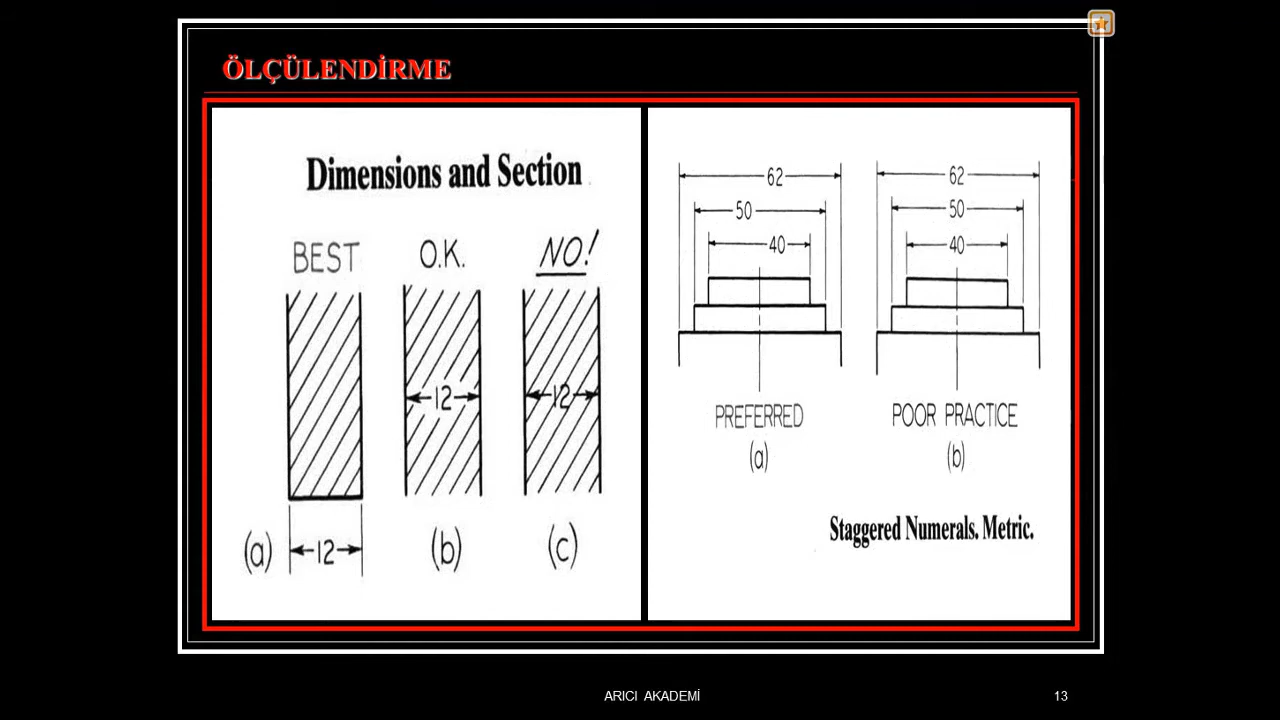 ÖLÇÜLENDİRME
Dimensions and Section
BEST O.K. NO!
12 12
(a) 12 (b) (c)
62 62
50 50
40 40
PREFERRED POOR PRACTICE
(a) (b)
Staggered Numerals. Metric.
ARICI AKADEMİ 13